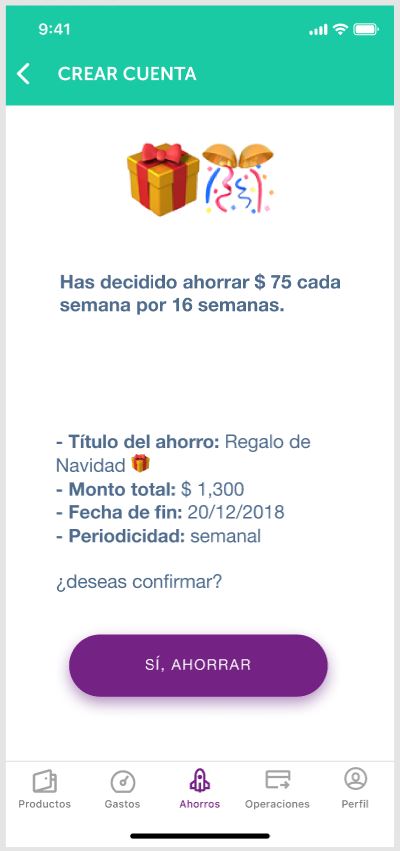 9:41
CREAR CUENTA
Has decidido ahorrar $ 75 cada
semana por 16 semanas.
- Título del ahorro: Regalo de
Navidad 🎁
- Monto total: $ 1,300
- Fecha de fin: 20/12/2018
- Periodicidad: semanal
¿deseas confirmar?
SÍ, AHORRAR
Productos Gastos Ahorros Operaciones Perfil